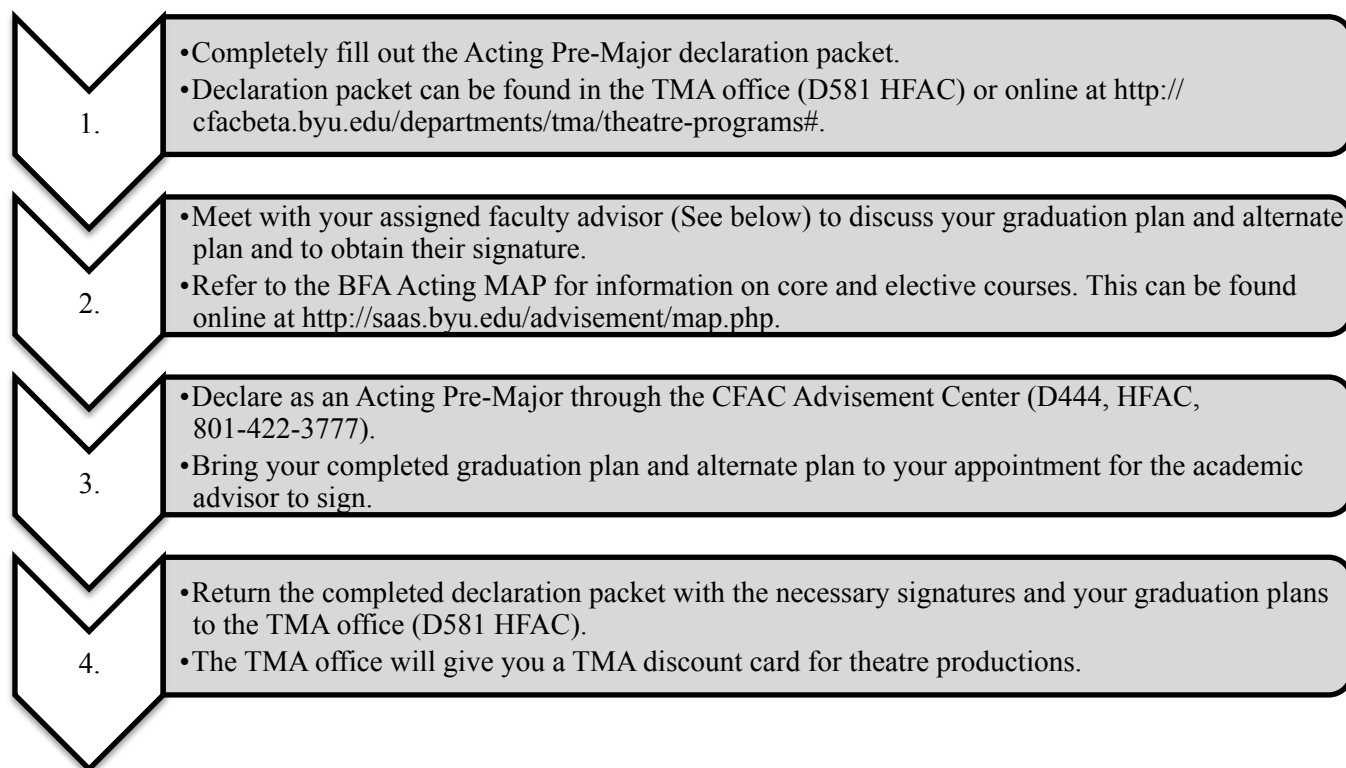 1.
•Completely fill out the Acting Pre-Major declaration packet.
•Declaration packet can be found in the TMA office (D581 HFAC) or online at http://
cfacbeta.byu.edu/departments/tma/theatre-programs#.
2.
•Meet with your assigned faculty advisor (See below) to discuss your graduation plan and alternate
plan and to obtain their signature.
•Refer to the BFA Acting MAP for information on core and elective courses. This can be found
online at http://saas.byu.edu/advisement/map.php.
3.
•Declare as an Acting Pre-Major through the CFAC Advisement Center (D444, HFAC,
801-422-3777).
•Bring your completed graduation plan and alternate plan to your appointment for the academic
advisor to sign.
4.
•Return the completed declaration packet with the necessary signatures and your graduation plans
to the TMA office (D581 HFAC).
•The TMA office will give you a TMA discount card for theatre productions.